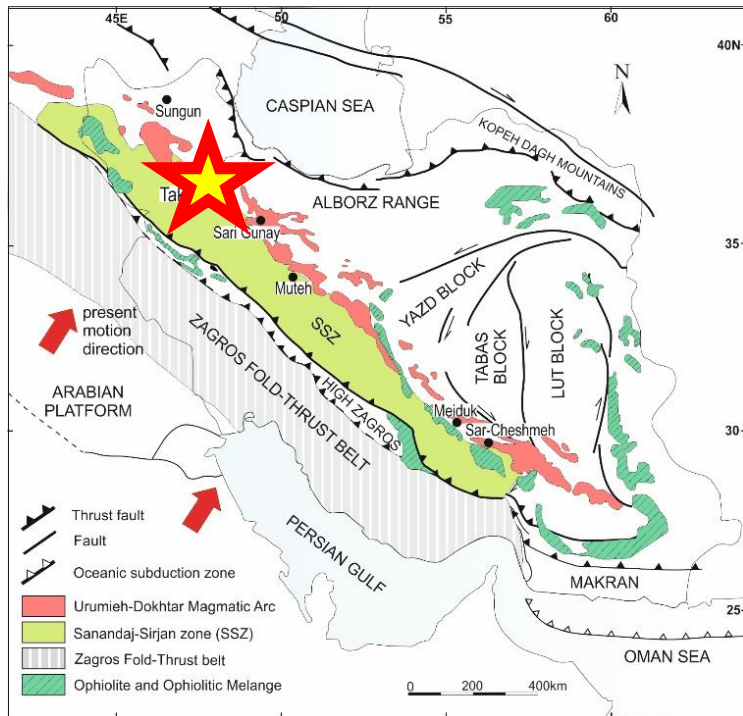 45E
50
55
60
40N
N
Sungun
CASPIAN SEA
KOPEH DAGH MOUNTAINS
ALBORZ RANGE
Sari Gunay
35
Muteh
YAZD BLOCK
TABAS
BLOCK
LUT BLOCK
SSZ
present
motion
direction
ZAGROS FOLD-THRUST BELT
HIGH ZAGROS
ARABIAN
PLATFORM
Meiduk
Sar-Cheshmeh
30
PERSIAN GULF
MAKRAN
25
OMAN SEA
Thrust fault
Fault
Oceanic subduction zone
Urumieh-Dokhtar Magmatic Arc
Sanandaj-Sirjan zone (SSZ)
Zagros Fold-Thrust belt
Ophiolite and Ophiolitic Melange
0 200 400km